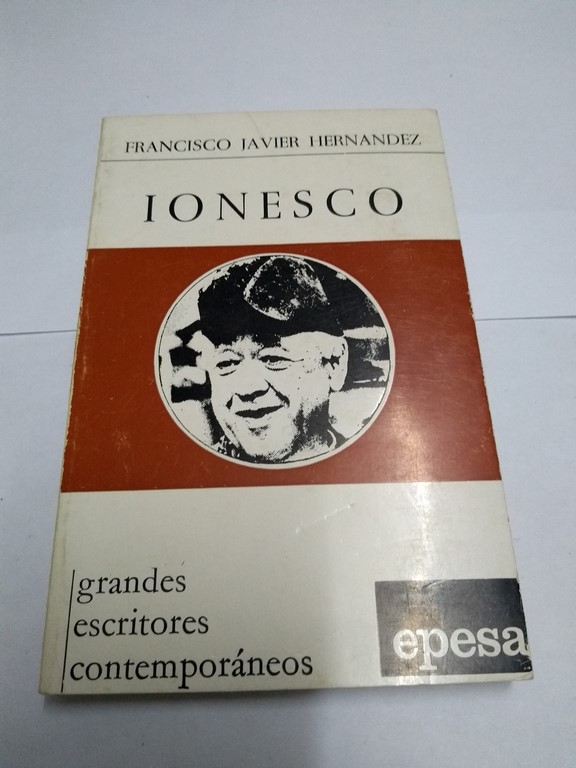 FRANCISCO JAVIER HERNANDEZ
IONESCO
grandes
escritores
contemporáneos
epesa